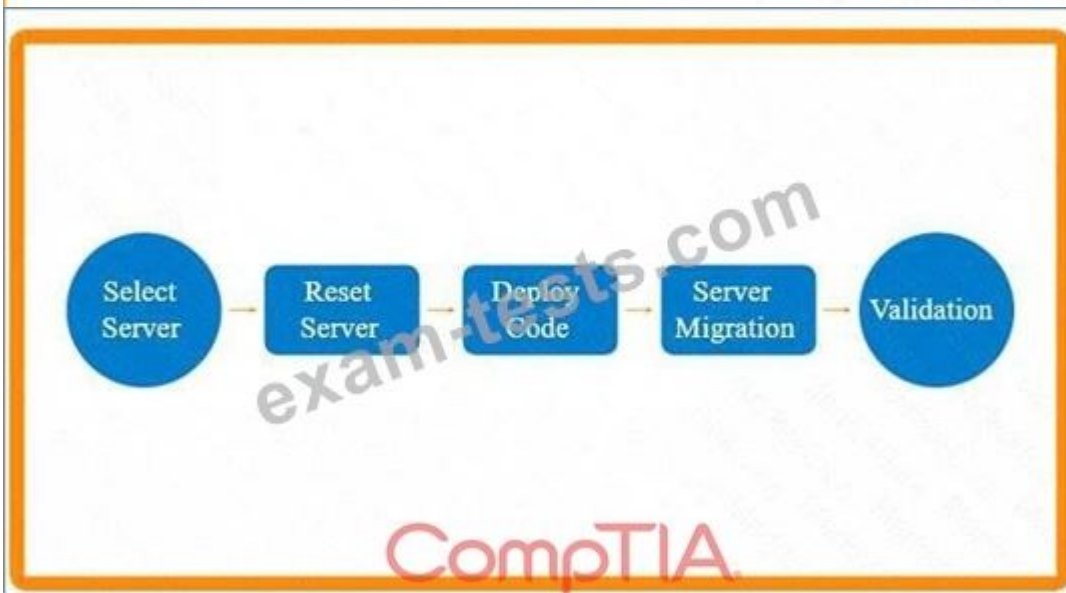 Select
Server
Reset
Server
Deploy
Code
Server
Migration
Validation
exam-tests.com
CompTIA.